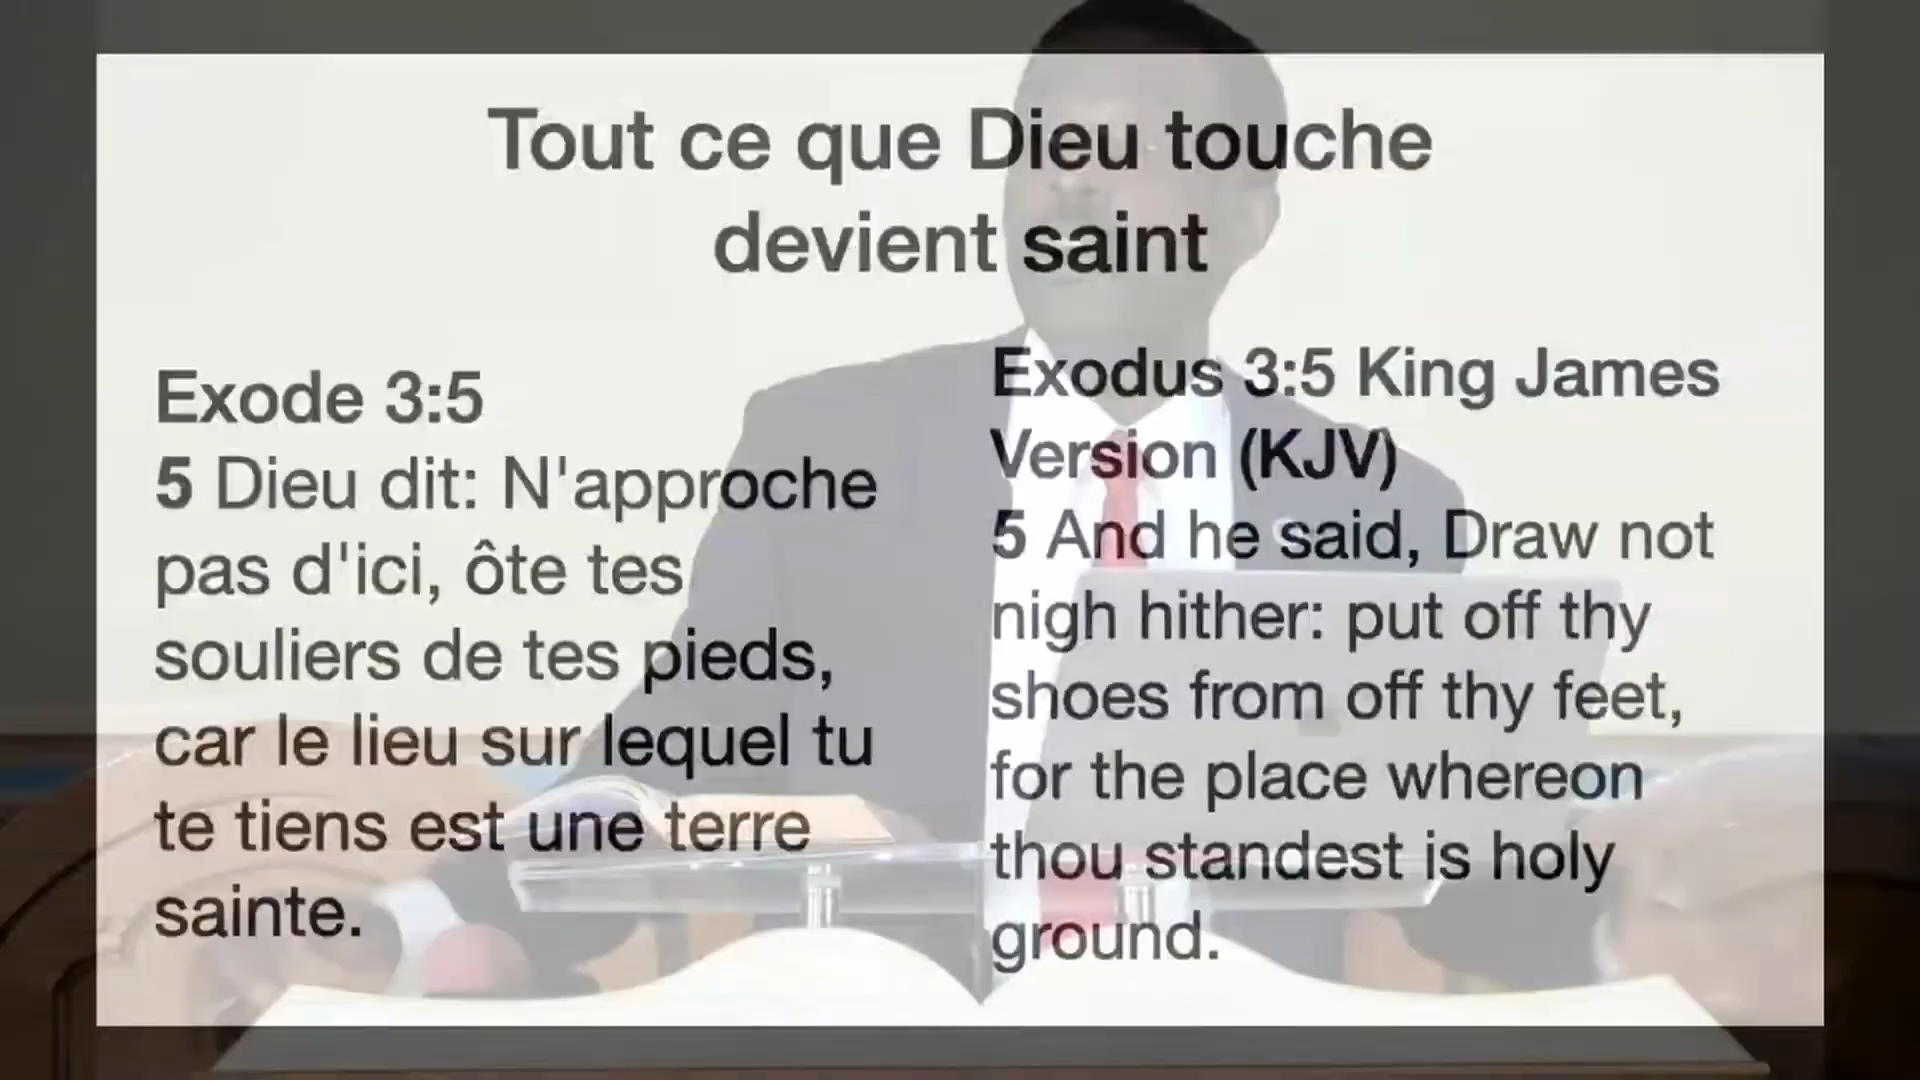 Tout ce que Dieu touche
devient saint
Exode 3:5
5 Dieu dit: N'approche
pas d'ici, ôte tes
souliers de tes pieds,
car le lieu sur lequel tu
te tiens est une terre
sainte.
Exodus 3:5 King James
Version (KJV)
5 And he said, Draw not
nigh hither: put off thy
shoes from off thy feet,
for the place whereon
thou standest is holy
ground.